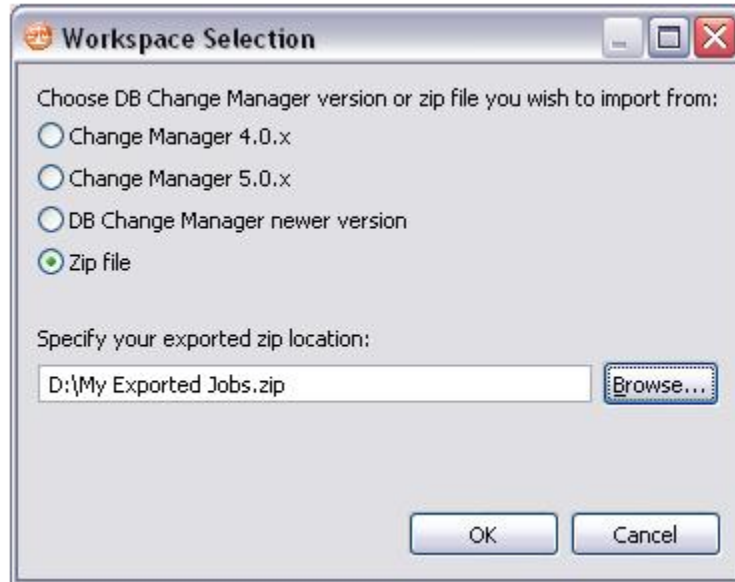 Workspace Selection
Choose DB Change Manager version or zip file you wish to import from:
Change Manager 4.0.x
Change Manager 5.0.x
DB Change Manager newer version
Zip file
Specify your exported zip location:
D:\My Exported Jobs.zip
Browse...
OK
Cancel